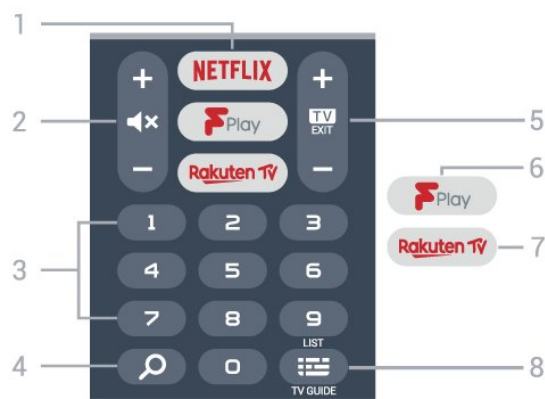 1
NETFLIX
+ +
2
TV
EXIT
5
F Play
- -
6
F Play
Rakuten TV
1 2 3
Rakuten TV
7
3
4 5 6
7 8 9
LIST
4
0
8
TV GUIDE